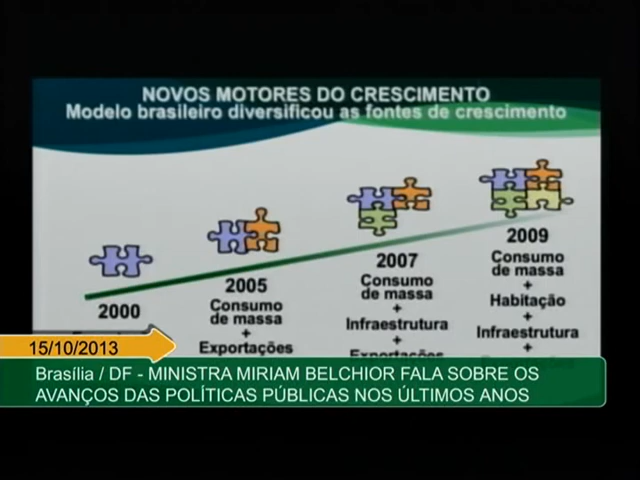 NOVOS MOTORES DO CRESCIMENTO
Modelo brasileiro diversificou as fontes de crescimento
2000
2005
Consumo
de massa
+
Exportações
2007
Consumo
de massa
+
Infraestrutura
+
Exportações
2009
Consumo
de massa
+
Habitação
+
Infraestrutura
+
15/10/2013
Brasília / DF - MINISTRA MIRIAM BELCHIOR FALA SOBRE OS
AVANÇOS DAS POLÍTICAS PÚBLICAS NOS ÚLTIMOS ANOS